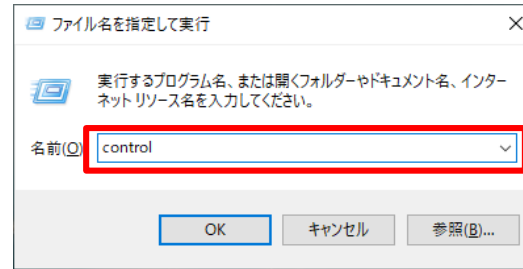 ファイル名を指定して実行
実行するプログラム名、または開くフォルダーやドキュメント名、インター
ネット リソース名を入力してください。
名前(O) control
OK キャンセル 参照(B)...